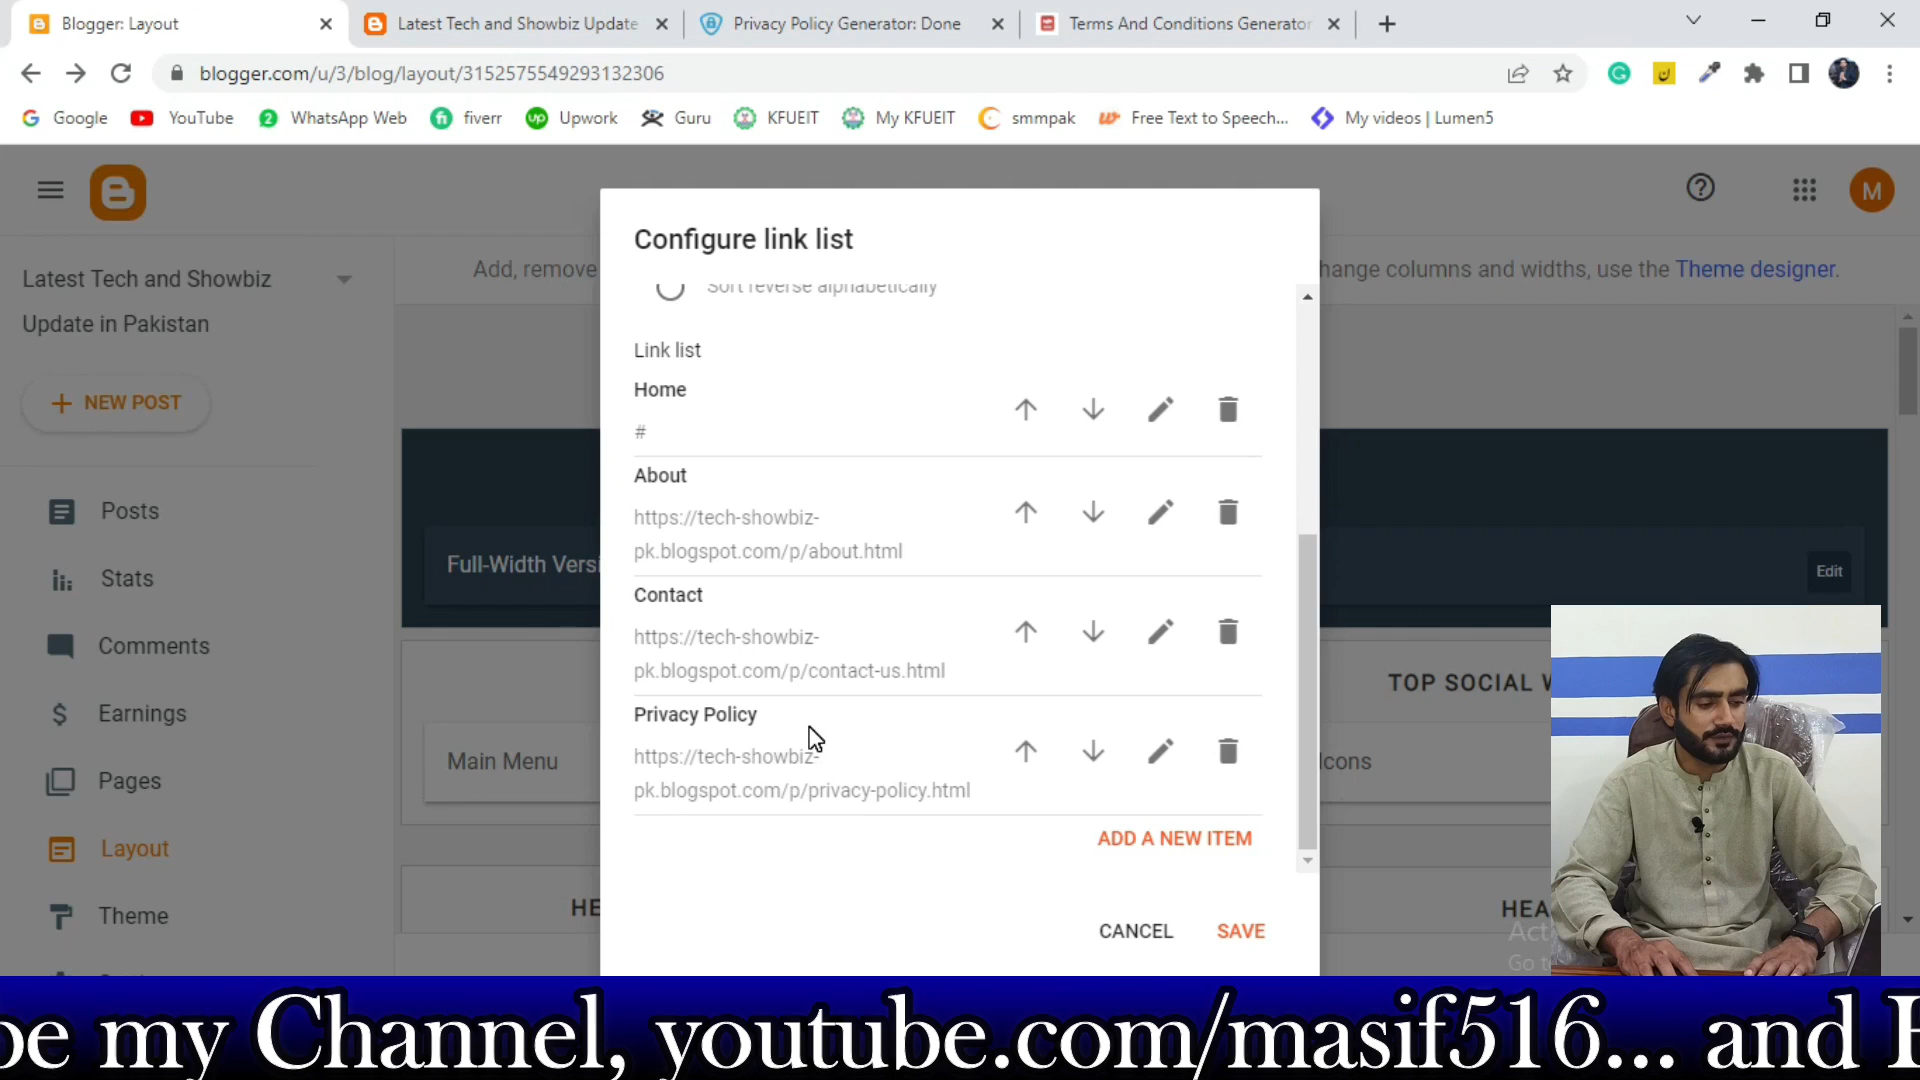 Blogger: Layout
Latest Tech and Showbiz Update
Privacy Policy Generator: Done
Terms And Conditions Generator
blogger.com/u/3/blog/layout/3152575549293132306
Google
YouTube
2
WhatsApp Web
fi
fiverr
up
Upwork
Guru
KFUEIT
My KFUEIT
smmpak
Free Text to Speech...
My videos | Lumen5
M
Latest Tech and Showbiz
Update in Pakistan
Add, remove
hange columns and widths, use the Theme designer.
NEW POST
Posts
Stats
Comments
Earnings
Pages
Layout
Theme
Full-Width Versi
Edit
TOP SOCIAL
Main Menu
Icons
HE
HEA
Configure link list
Sort reverse alphabetically
Link list
Home
#
About
https://tech-showbiz-
pk.blogspot.com/p/about.html
Contact
https://tech-showbiz-
pk.blogspot.com/p/contact-us.html
Privacy Policy
https://tech-showbiz-
pk.blogspot.com/p/privacy-policy.html
ADD A NEW ITEM
CANCEL
SAVE
Act
Go t
be my Channel, youtube.com/masif516... and